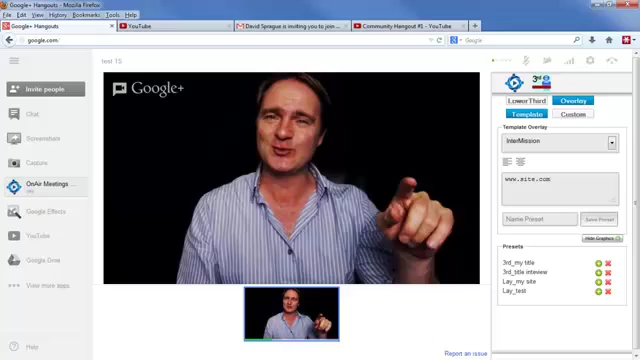 Google+ Hangouts - Mozilla Firefox
File Edit View History Bookmarks Tools Help
Google+ Hangouts
YouTube
David Sprague is inviting you to join ...
Community Hangout #1 - YouTube
google.com/
Google
test 15
Invite people
Chat
Screenshare
Capture
OnAir Meetings ...
Google Effects
YouTube
Google Drive
View more apps
Help
Google+
3rd
LowerThird
Overlay
Template
Custom
Template Overlay
InterMission
www.site.com
Name Preset
Save Preset
Hide Graphics
Presets
3rd_my title
3rd_title inteview
Lay_my site
Lay_test
Report an issue